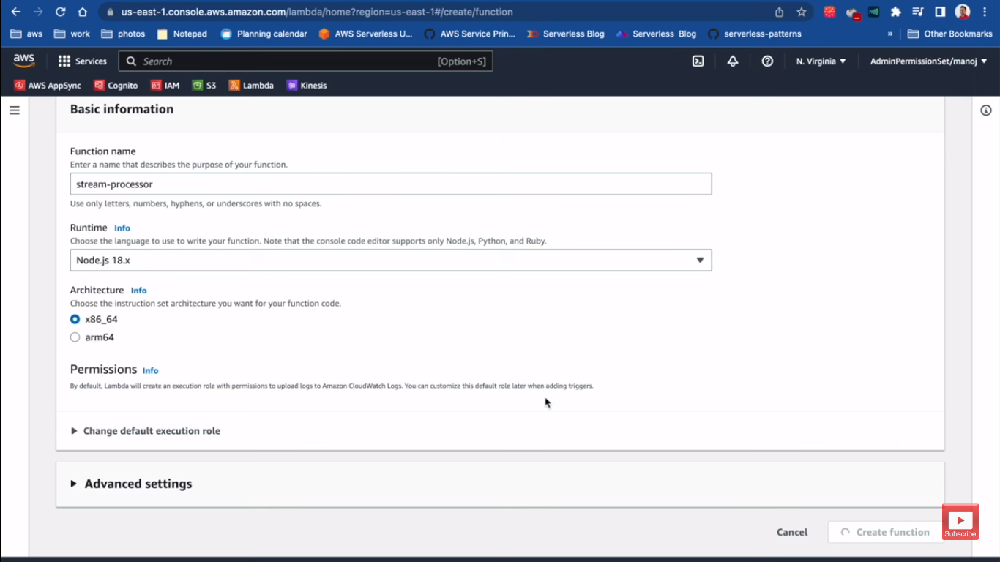 us-east-1.console.aws.amazon.com/lambda/home?region=us-east-1#/create/function
aws work photos Notepad Planning calendar AWS Serverless U... AWS Service Prin... Serverless Blog Serverless Blog serverless-patterns » Other Bookmarks
aws Services Search [Option+S] N. Virginia AdminPermissionSet/manoj
AWS AppSync Cognito IAM S3 Lambda Kinesis
Basic information
Function name
Enter a name that describes the purpose of your function.
stream-processor
Use only letters, numbers, hyphens, or underscores with no spaces.
Runtime Info
Choose the language to use to write your function. Note that the console code editor supports only Node.js, Python, and Ruby.
Node.js 18.x
Architecture Info
Choose the instruction set architecture you want for your function code.
x86_64
arm64
Permissions Info
By default, Lambda will create an execution role with permissions to upload logs to Amazon CloudWatch Logs. You can customize this default role later when adding triggers.
Change default execution role
Advanced settings
Cancel Create function
Subscribe